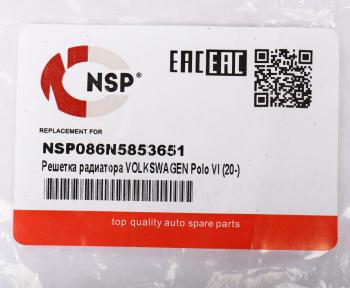 NSP®
EAC EAC
REPLACEMENT FOR
NSP086N5853651
Решетка радиатора VOLKSWAGEN Polo VI (20-)
top quality auto spare parts